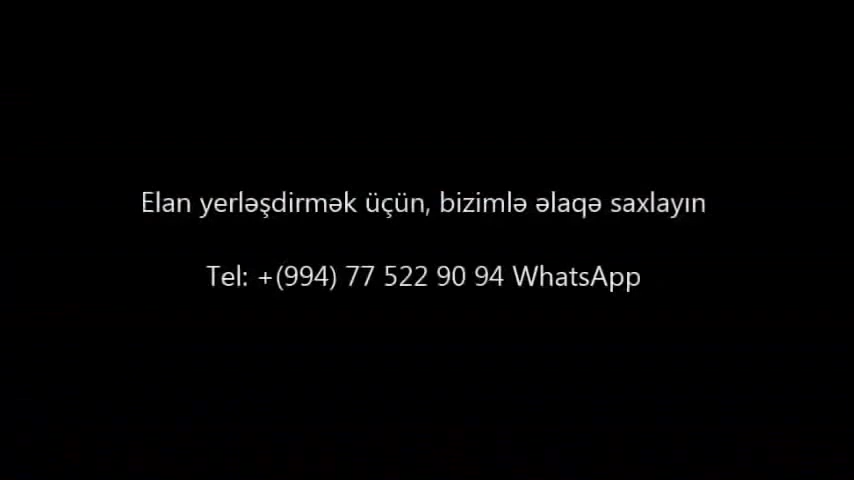 Elan yerləşdirmək üçün, bizimlə əlaqə saxlayın
Tel: +(994) 77 522 90 94 WhatsApp